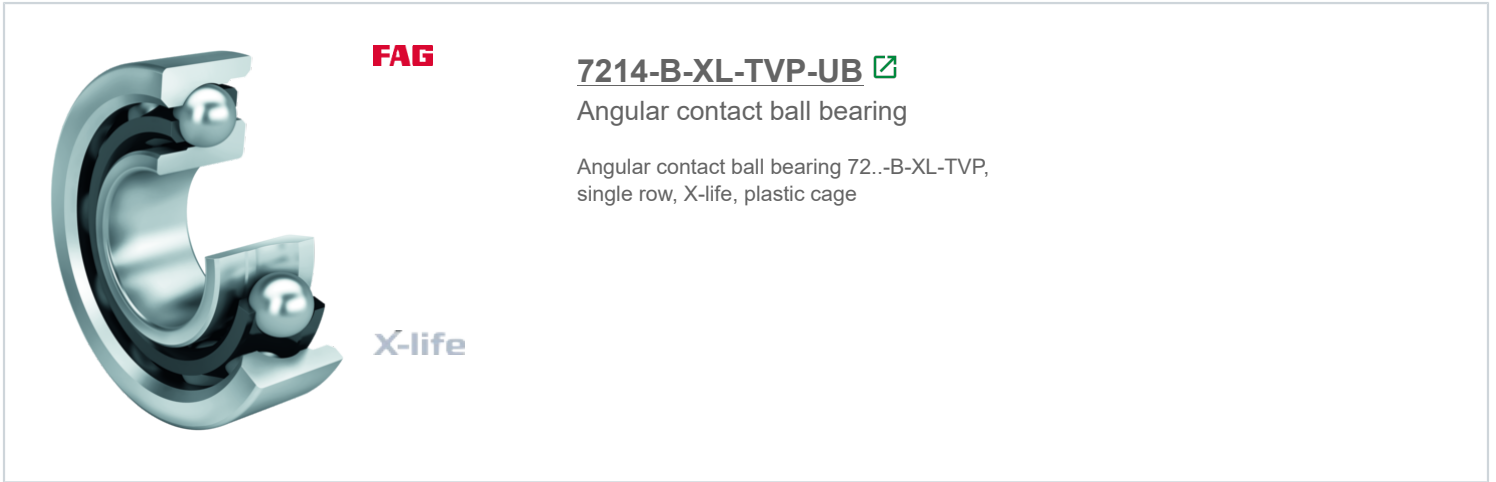 FAG
7214-B-XL-TVP-UB
Angular contact ball bearing
Angular contact ball bearing 72..-B-XL-TVP,
single row, X-life, plastic cage
X-life